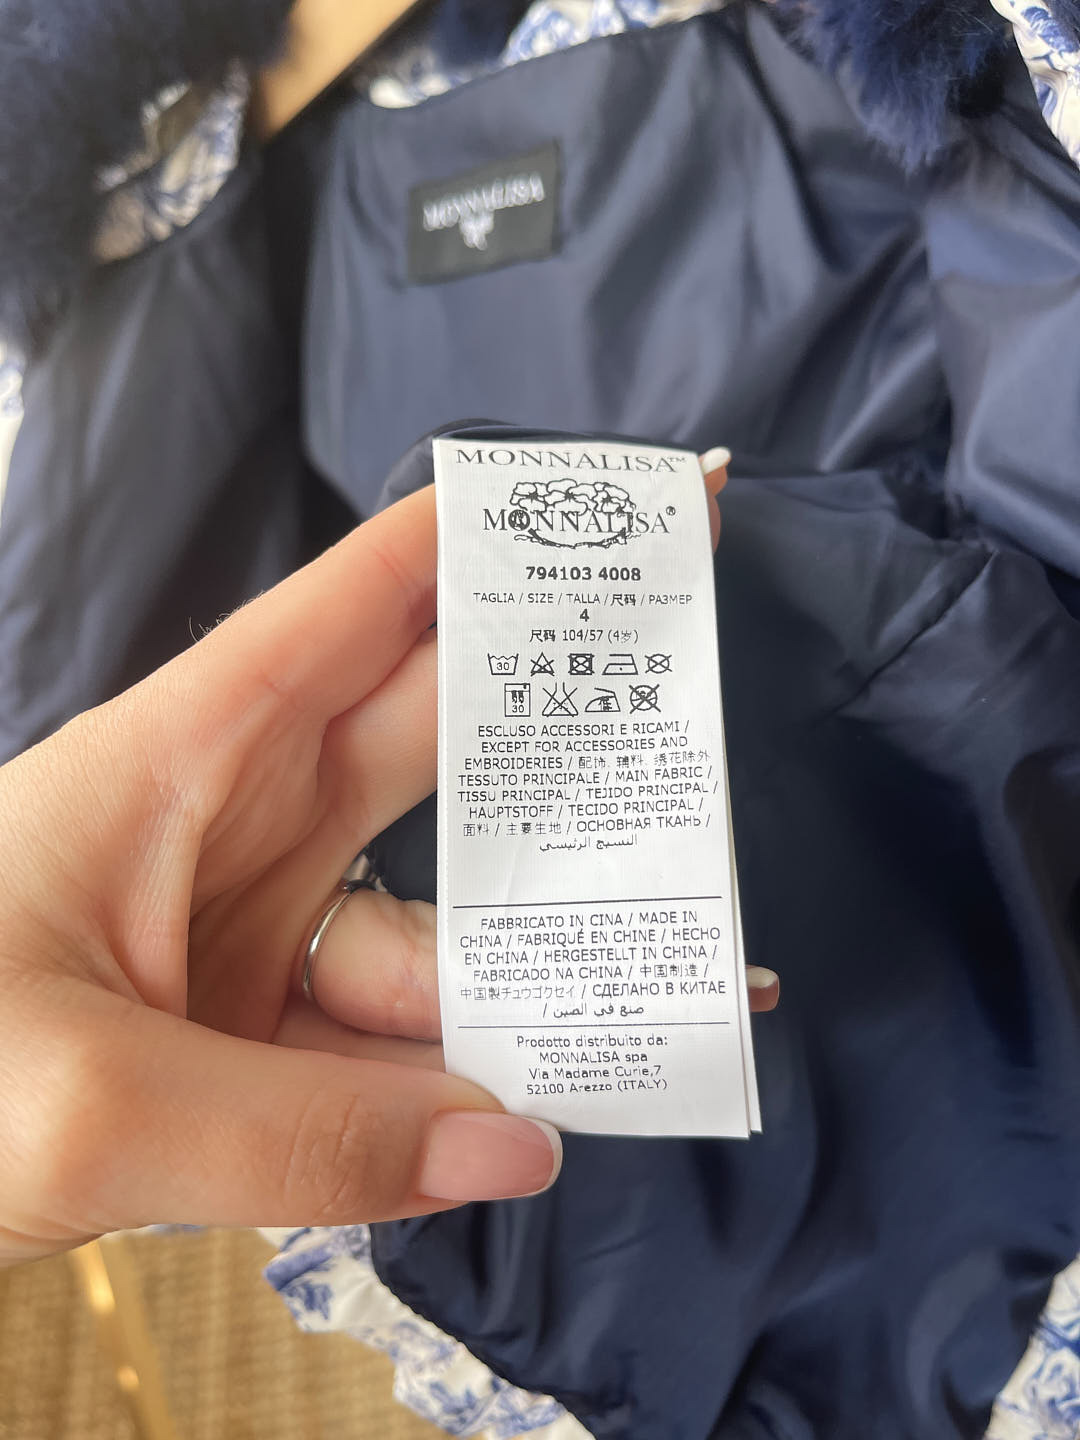 MONNALISA
MONNALISA™
MONNALISA®
794103 4008
TAGLIA / SIZE / TALLA / 尺码 / РАЗМЕР
4
尺码 104/57 (4岁)
30
30
低
ESCLUSO ACCESSORI E RICAMI /
EXCEPT FOR ACCESSORIES AND
EMBROIDERIES / 配饰、辅料、绣花除外
TESSUTO PRINCIPALE / MAIN FABRIC /
TISSU PRINCIPAL / TEJIDO PRINCIPAL /
HAUPTSTOFF / TECIDO PRINCIPAL /
面料 / 主要生地 / ОСНОВНАЯ ТКАНЬ /
النسيج الرئيسي
FABBRICATO IN CINA / MADE IN
CHINA / FABRIQUÉ EN CHINE / HECHO
EN CHINA / HERGESTELLT IN CHINA /
FABRICADO NA CHINA / 中国制造 /
中国製チュウゴクセイ / СДЕЛАНО В КИТАЕ
/ صنع في الصين
Prodotto distribuito da:
MONNALISA spa
Via Madame Curie,7
52100 Arezzo (ITALY)